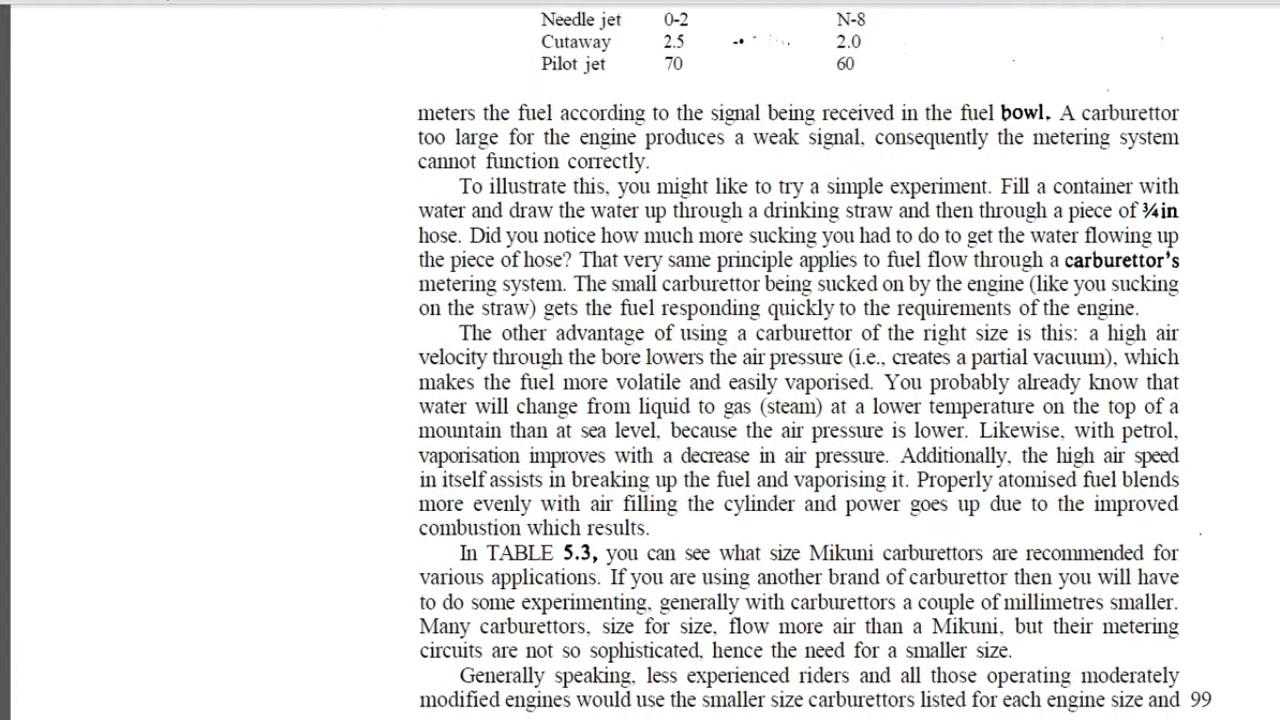 Needle jet 0-2 N-8
Cutaway 2.5 2.0
Pilot jet 70 60
meters the fuel according to the signal being received in the fuel bowl. A carburettor
too large for the engine produces a weak signal, consequently the metering system
cannot function correctly.
To illustrate this, you might like to try a simple experiment. Fill a container with
water and draw the water up through a drinking straw and then through a piece of ¾in
hose. Did you notice how much more sucking you had to do to get the water flowing up
the piece of hose? That very same principle applies to fuel flow through a carburettor's
metering system. The small carburettor being sucked on by the engine (like you sucking
on the straw) gets the fuel responding quickly to the requirements of the engine.
The other advantage of using a carburettor of the right size is this: a high air
velocity through the bore lowers the air pressure (i.e., creates a partial vacuum), which
makes the fuel more volatile and easily vaporised. You probably already know that
water will change from liquid to gas (steam) at a lower temperature on the top of a
mountain than at sea level, because the air pressure is lower. Likewise, with petrol,
vaporisation improves with a decrease in air pressure. Additionally, the high air speed
in itself assists in breaking up the fuel and vaporising it. Properly atomised fuel blends
more evenly with air filling the cylinder and power goes up due to the improved
combustion which results.
In TABLE 5.3, you can see what size Mikuni carburettors are recommended for
various applications. If you are using another brand of carburettor then you will have
to do some experimenting, generally with carburettors a couple of millimetres smaller.
Many carburettors, size for size, flow more air than a Mikuni, but their metering
circuits are not so sophisticated, hence the need for a smaller size.
Generally speaking, less experienced riders and all those operating moderately
modified engines would use the smaller size carburettors listed for each engine size and 99